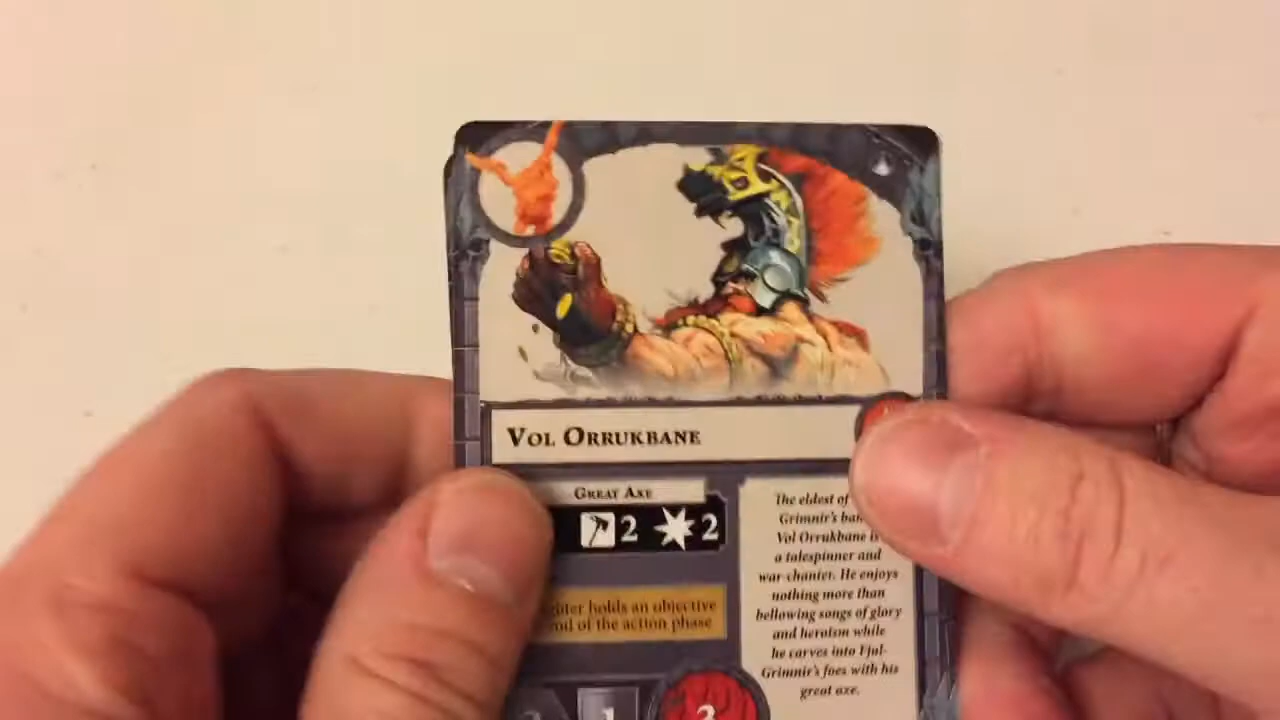 VOL ORRUKBANE
GREAT AXE
2 2
holds an objective
end of the action phase
The eldest of
Grimnir's
Vol Orrukbane is
a talespinner and
war-chanter. He enjoys
nothing more than
bellowing songs of glory
and heroism while
he carves into Fjul-
Grimnir's foes with his
great axe.
1 3